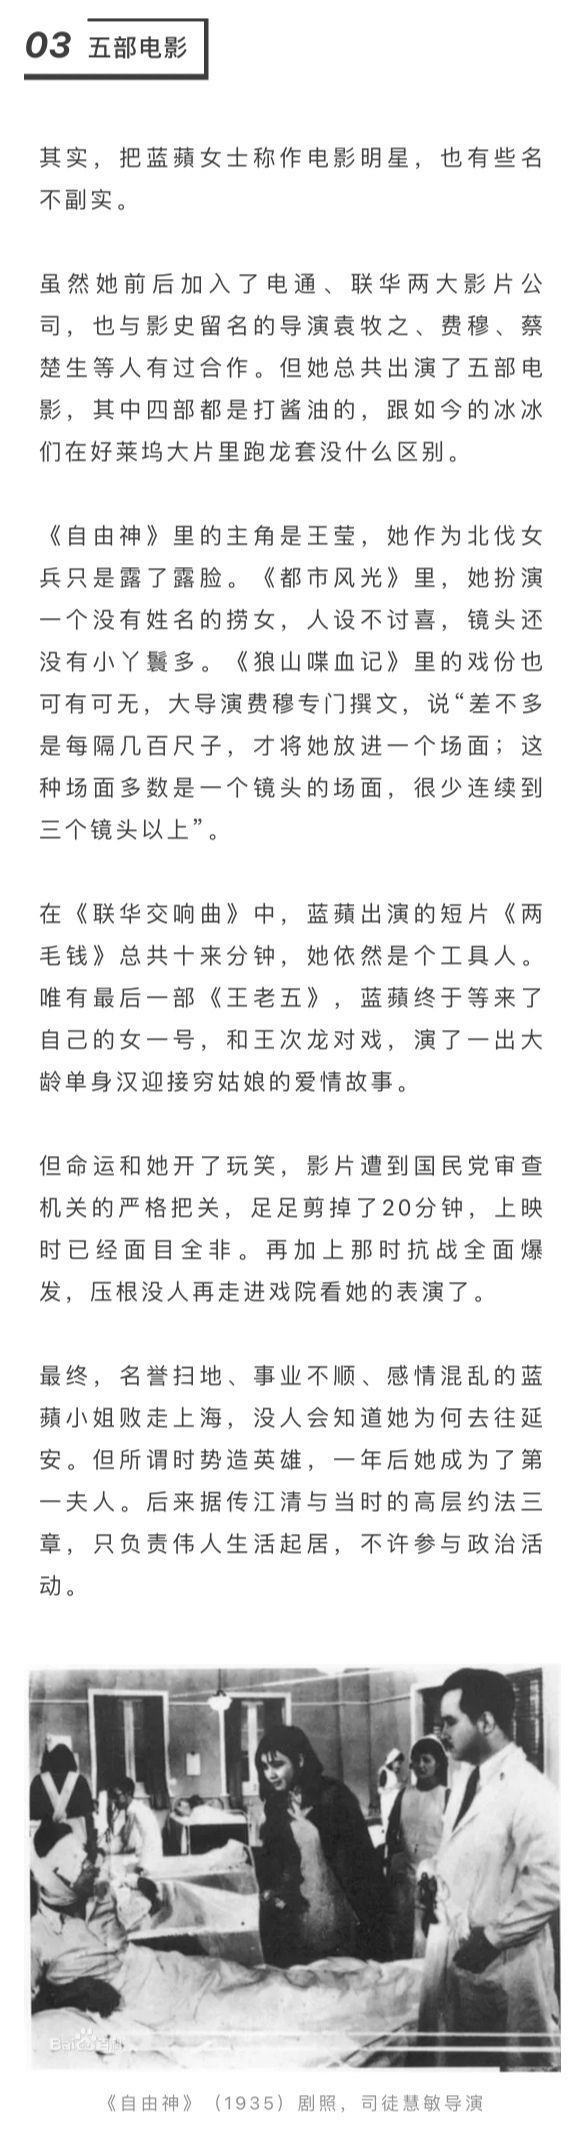 03 五部电影
其实，把蓝蘋女士称作电影明星，也有些名
不副实。
虽然她前后加入了电通、联华两大影片公
司，也与影史留名的导演袁牧之、费穆、蔡
楚生等人有过合作。但她总共出演了五部电
影，其中四部都是打酱油的，跟如今的冰冰
们在好莱坞大片里跑龙套没什么区别。
《自由神》里的主角是王莹，她作为北伐女
兵只是露了露脸。《都市风光》里，她扮演
一个没有姓名的捞女，人设不讨喜，镜头还
没有小丫鬟多。《狼山喋血记》里的戏份也
可有可无，大导演费穆专门撰文，说“差不多
是每隔几百尺子，才将她放进一个场面；这
种场面多数是一个镜头的场面，很少连续到
三个镜头以上”。
在《联华交响曲》中，蓝蘋出演的短片《两
毛钱》总共十来分钟，她依然是个工具人。
唯有最后一部《王老五》，蓝蘋终于等来了
自己的女一号，和王次龙对戏，演了一出大
龄单身汉迎接穷姑娘的爱情故事。
但命运和她开了玩笑，影片遭到国民党审查
机关的严格把关，足足剪掉了20分钟，上映
时已经面目全非。再加上那时抗战全面爆
发，压根没人再走进戏院看她的表演了。
最终，名誉扫地、事业不顺、感情混乱的蓝
蘋小姐败走上海，没人会知道她为何去往延
安。但所谓时势造英雄，一年后她成为了第
一夫人。后来据传江清与当时的高层约法三
章，只负责伟人生活起居，不许参与政治活
动。
Bai百科
《自由神》（1935）剧照，司徒慧敏导演